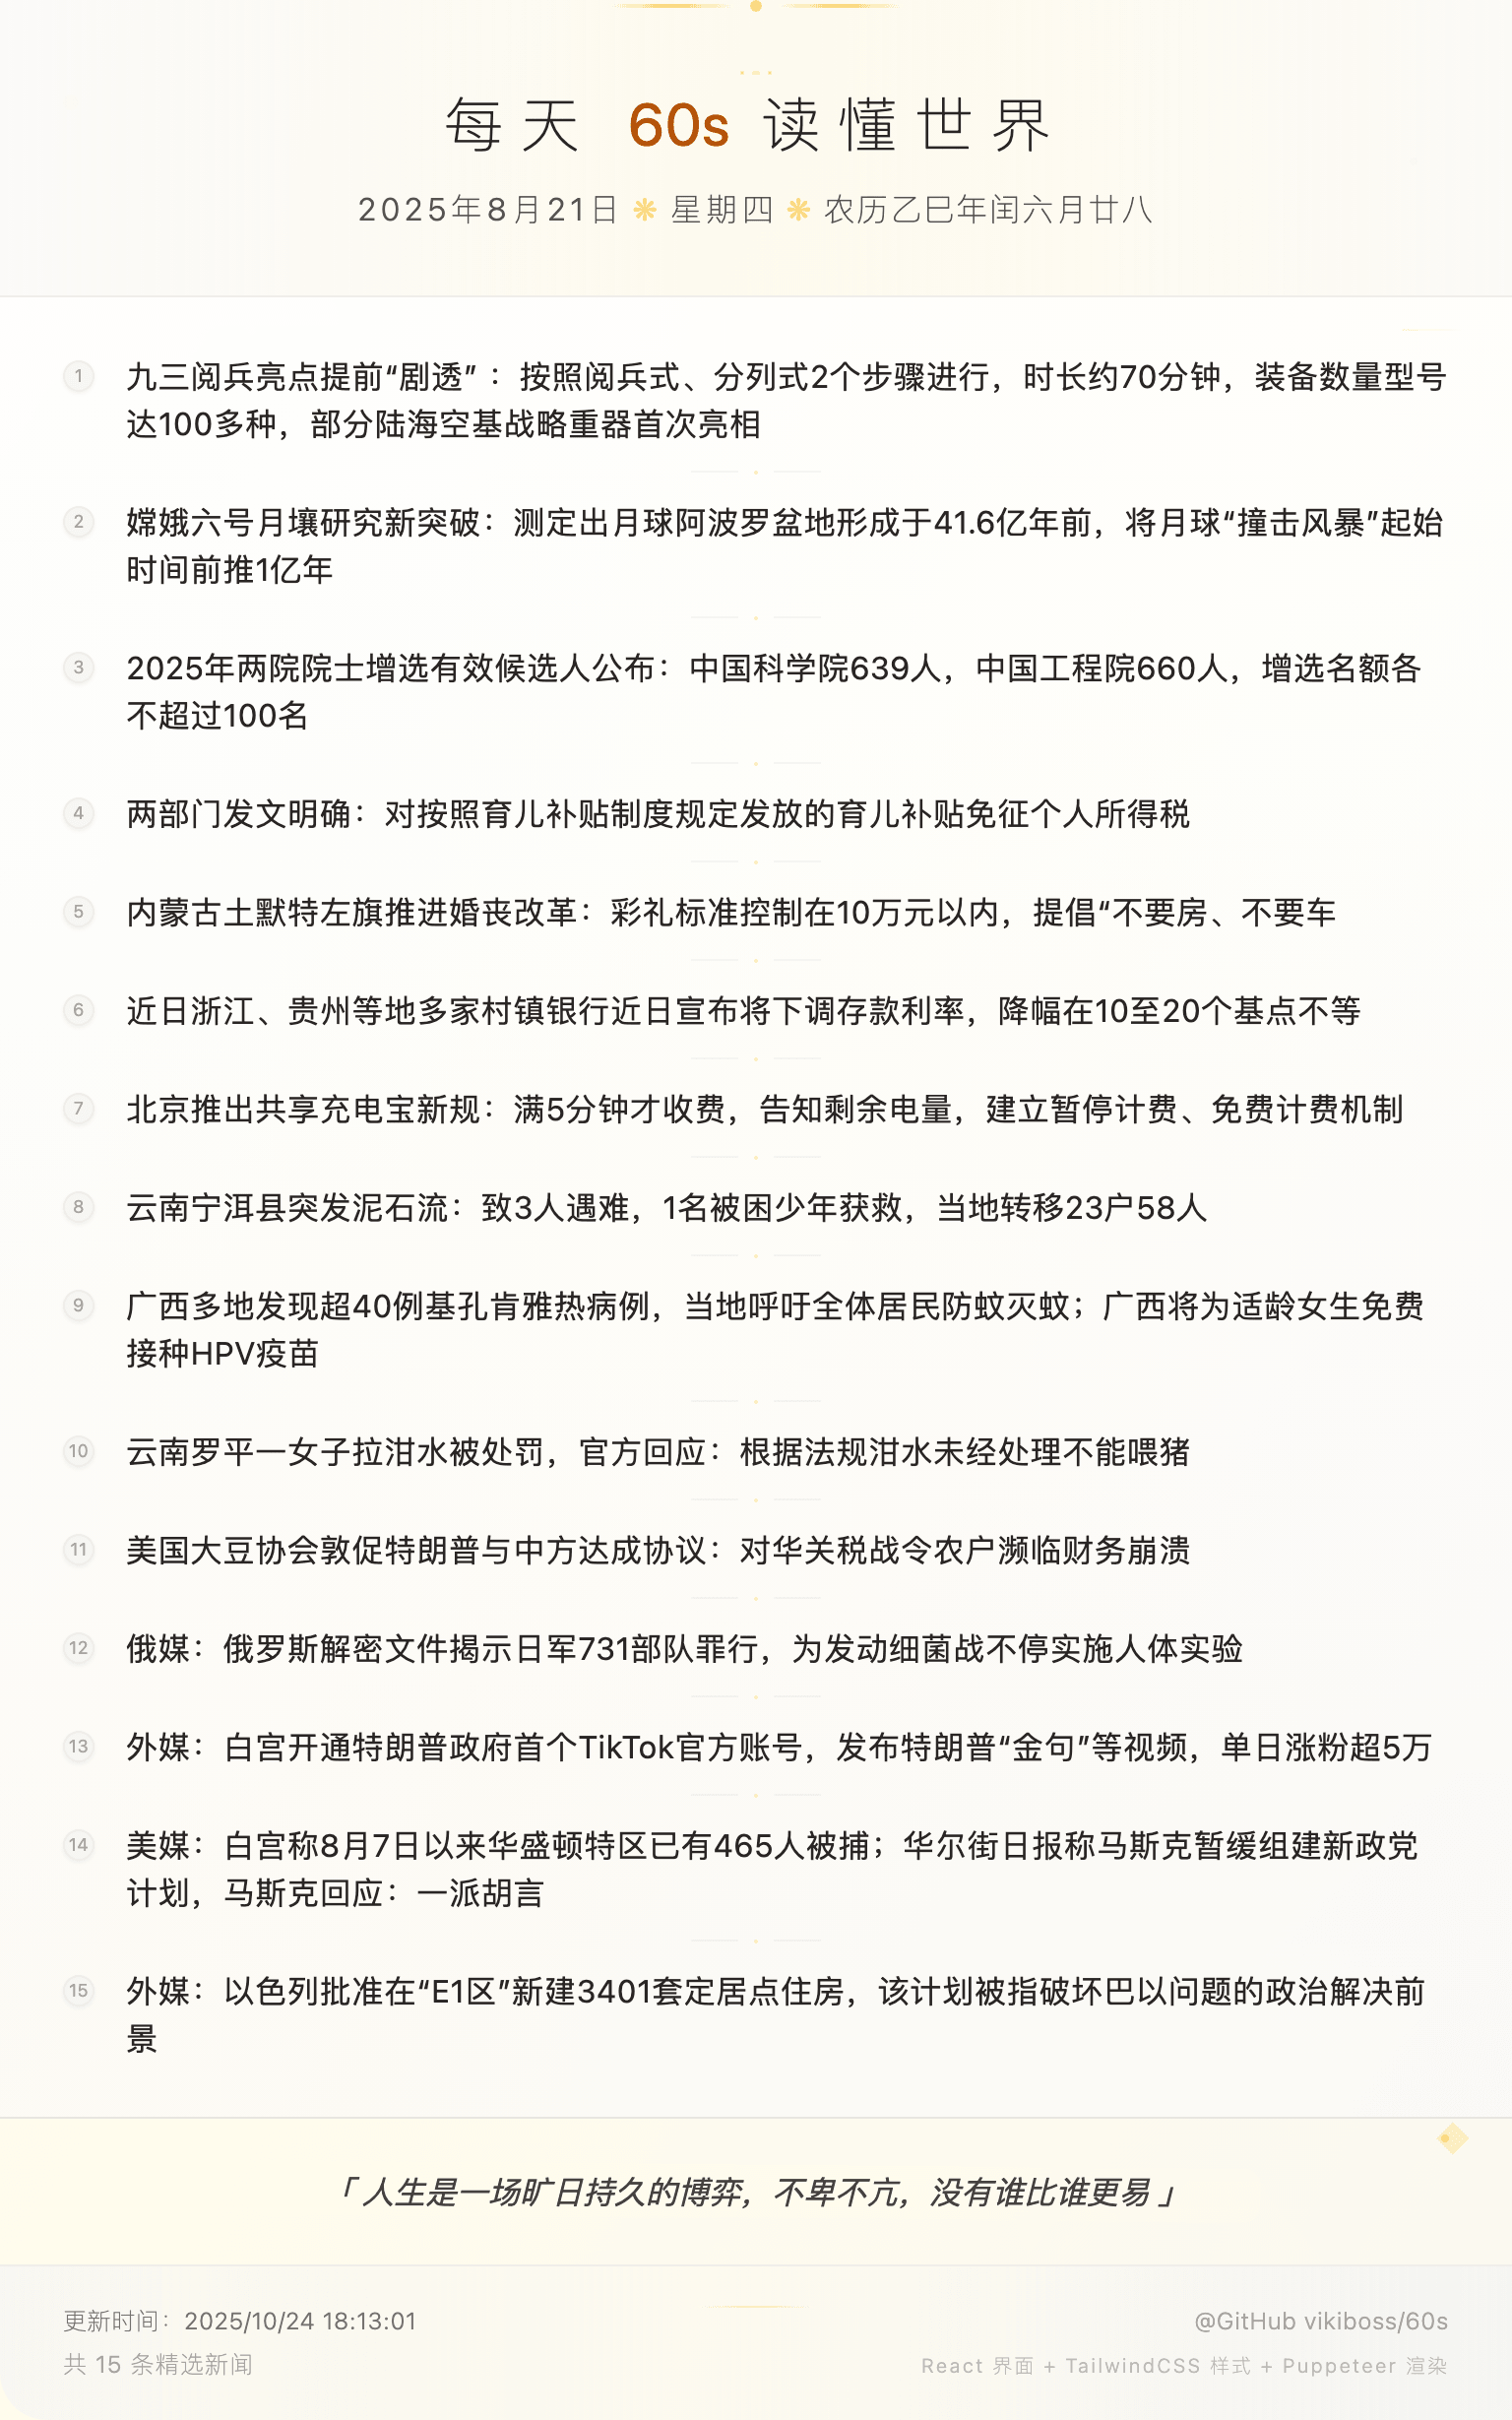 每天 60s 读懂世界
2025年8月21日 ❋ 星期四 ❋ 农历乙巳年闰六月廿八
1 九三阅兵亮点提前“剧透” ：按照阅兵式、分列式2个步骤进行，时长约70分钟，装备数量型号
达100多种，部分陆海空基战略重器首次亮相
2 嫦娥六号月壤研究新突破：测定出月球阿波罗盆地形成于41.6亿年前，将月球“撞击风暴”起始
时间前推1亿年
3 2025年两院院士增选有效候选人公布：中国科学院639人，中国工程院660人，增选名额各
不超过100名
4 两部门发文明确：对按照育儿补贴制度规定发放的育儿补贴免征个人所得税
5 内蒙古土默特左旗推进婚丧改革：彩礼标准控制在10万元以内，提倡“不要房、不要车
6 近日浙江、贵州等地多家村镇银行近日宣布将下调存款利率，降幅在10至20个基点不等
7 北京推出共享充电宝新规：满5分钟才收费，告知剩余电量，建立暂停计费、免费计费机制
8 云南宁洱县突发泥石流：致3人遇难，1名被困少年获救，当地转移23户58人
9 广西多地发现超40例基孔肯雅热病例，当地呼吁全体居民防蚊灭蚊；广西将为适龄女生免费
接种HPV疫苗
10 云南罗平一女子拉泔水被处罚，官方回应：根据法规泔水未经处理不能喂猪
11 美国大豆协会敦促特朗普与中方达成协议：对华关税战令农户濒临财务崩溃
12 俄媒：俄罗斯解密文件揭示日军731部队罪行，为发动细菌战不停实施人体实验
13 外媒：白宫开通特朗普政府首个TikTok官方账号，发布特朗普“金句”等视频，单日涨粉超5万
14 美媒：白宫称8月7日以来华盛顿特区已有465人被捕；华尔街日报称马斯克暂缓组建新政党
计划，马斯克回应：一派胡言
15 外媒：以色列批准在“E1区”新建3401套定居点住房，该计划被指破坏巴以问题的政治解决前
景
「 人生是一场旷日持久的博弈，不卑不亢，没有谁比谁更易 」
更新时间：2025/10/24 18:13:01
共 15 条精选新闻
@GitHub vikiboss/60s
React 界面 + TailwindCSS 样式 + Puppeteer 渲染